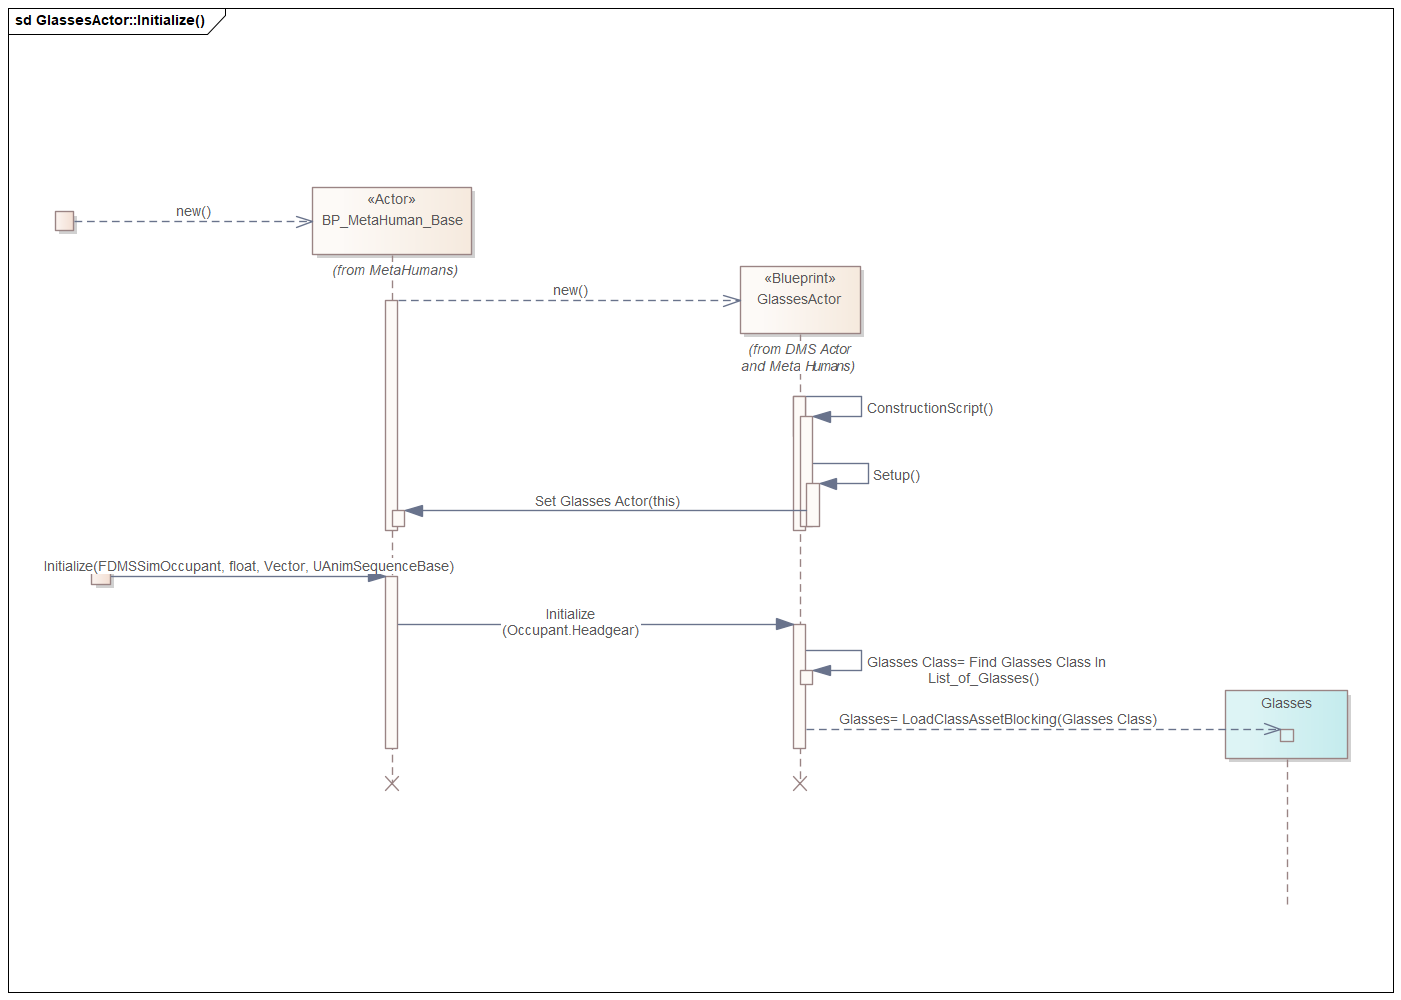 sd GlassesActor::Initialize()
new()
«Actor»
BP_MetaHuman_Base
(from MetaHumans)
new()
«Blueprint»
GlassesActor
(from DMS Actor
and Meta Humans)
ConstructionScript()
Setup()
Set Glasses Actor(this)
Initialize(FDMSSimOccupant, float, Vector, UAnimSequenceBase)
Initialize
(Occupant.Headgear)
Glasses Class= Find Glasses Class In
List_of_Glasses()
Glasses
Glasses= LoadClassAssetBlocking(Glasses Class)